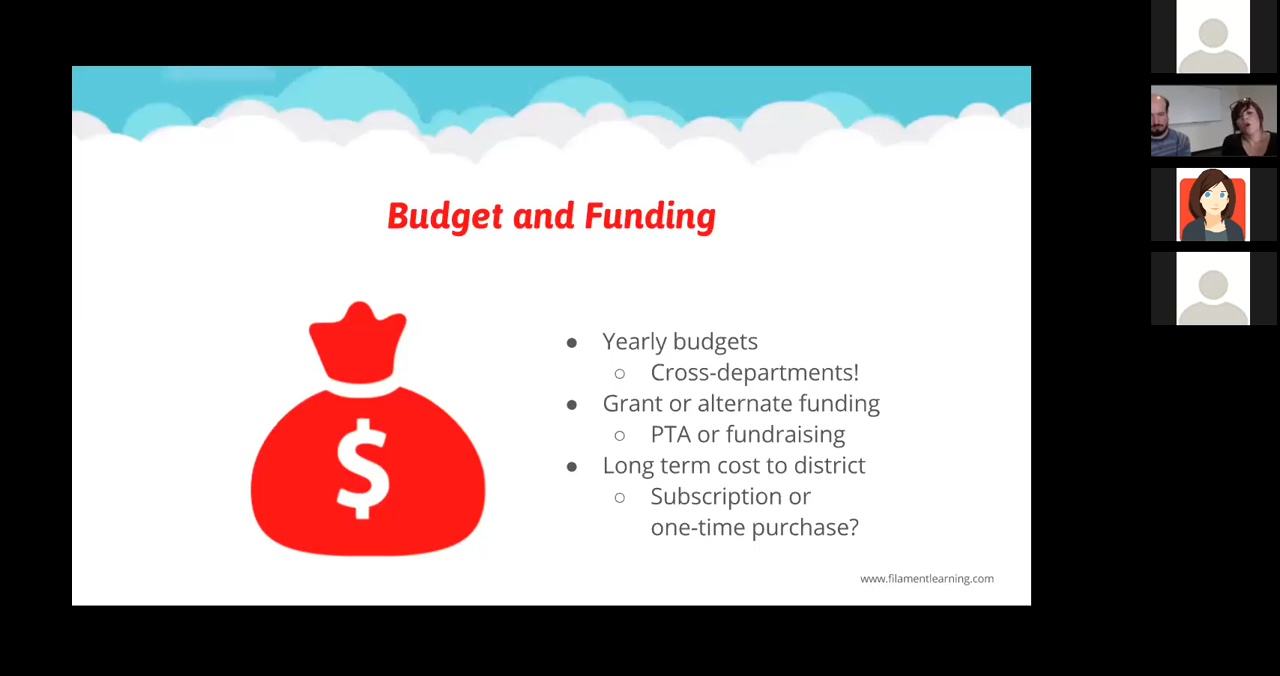 Budget and Funding
$
● Yearly budgets
○ Cross-departments!
● Grant or alternate funding
○ PTA or fundraising
● Long term cost to district
○ Subscription or
one-time purchase?
www.filamentlearning.com